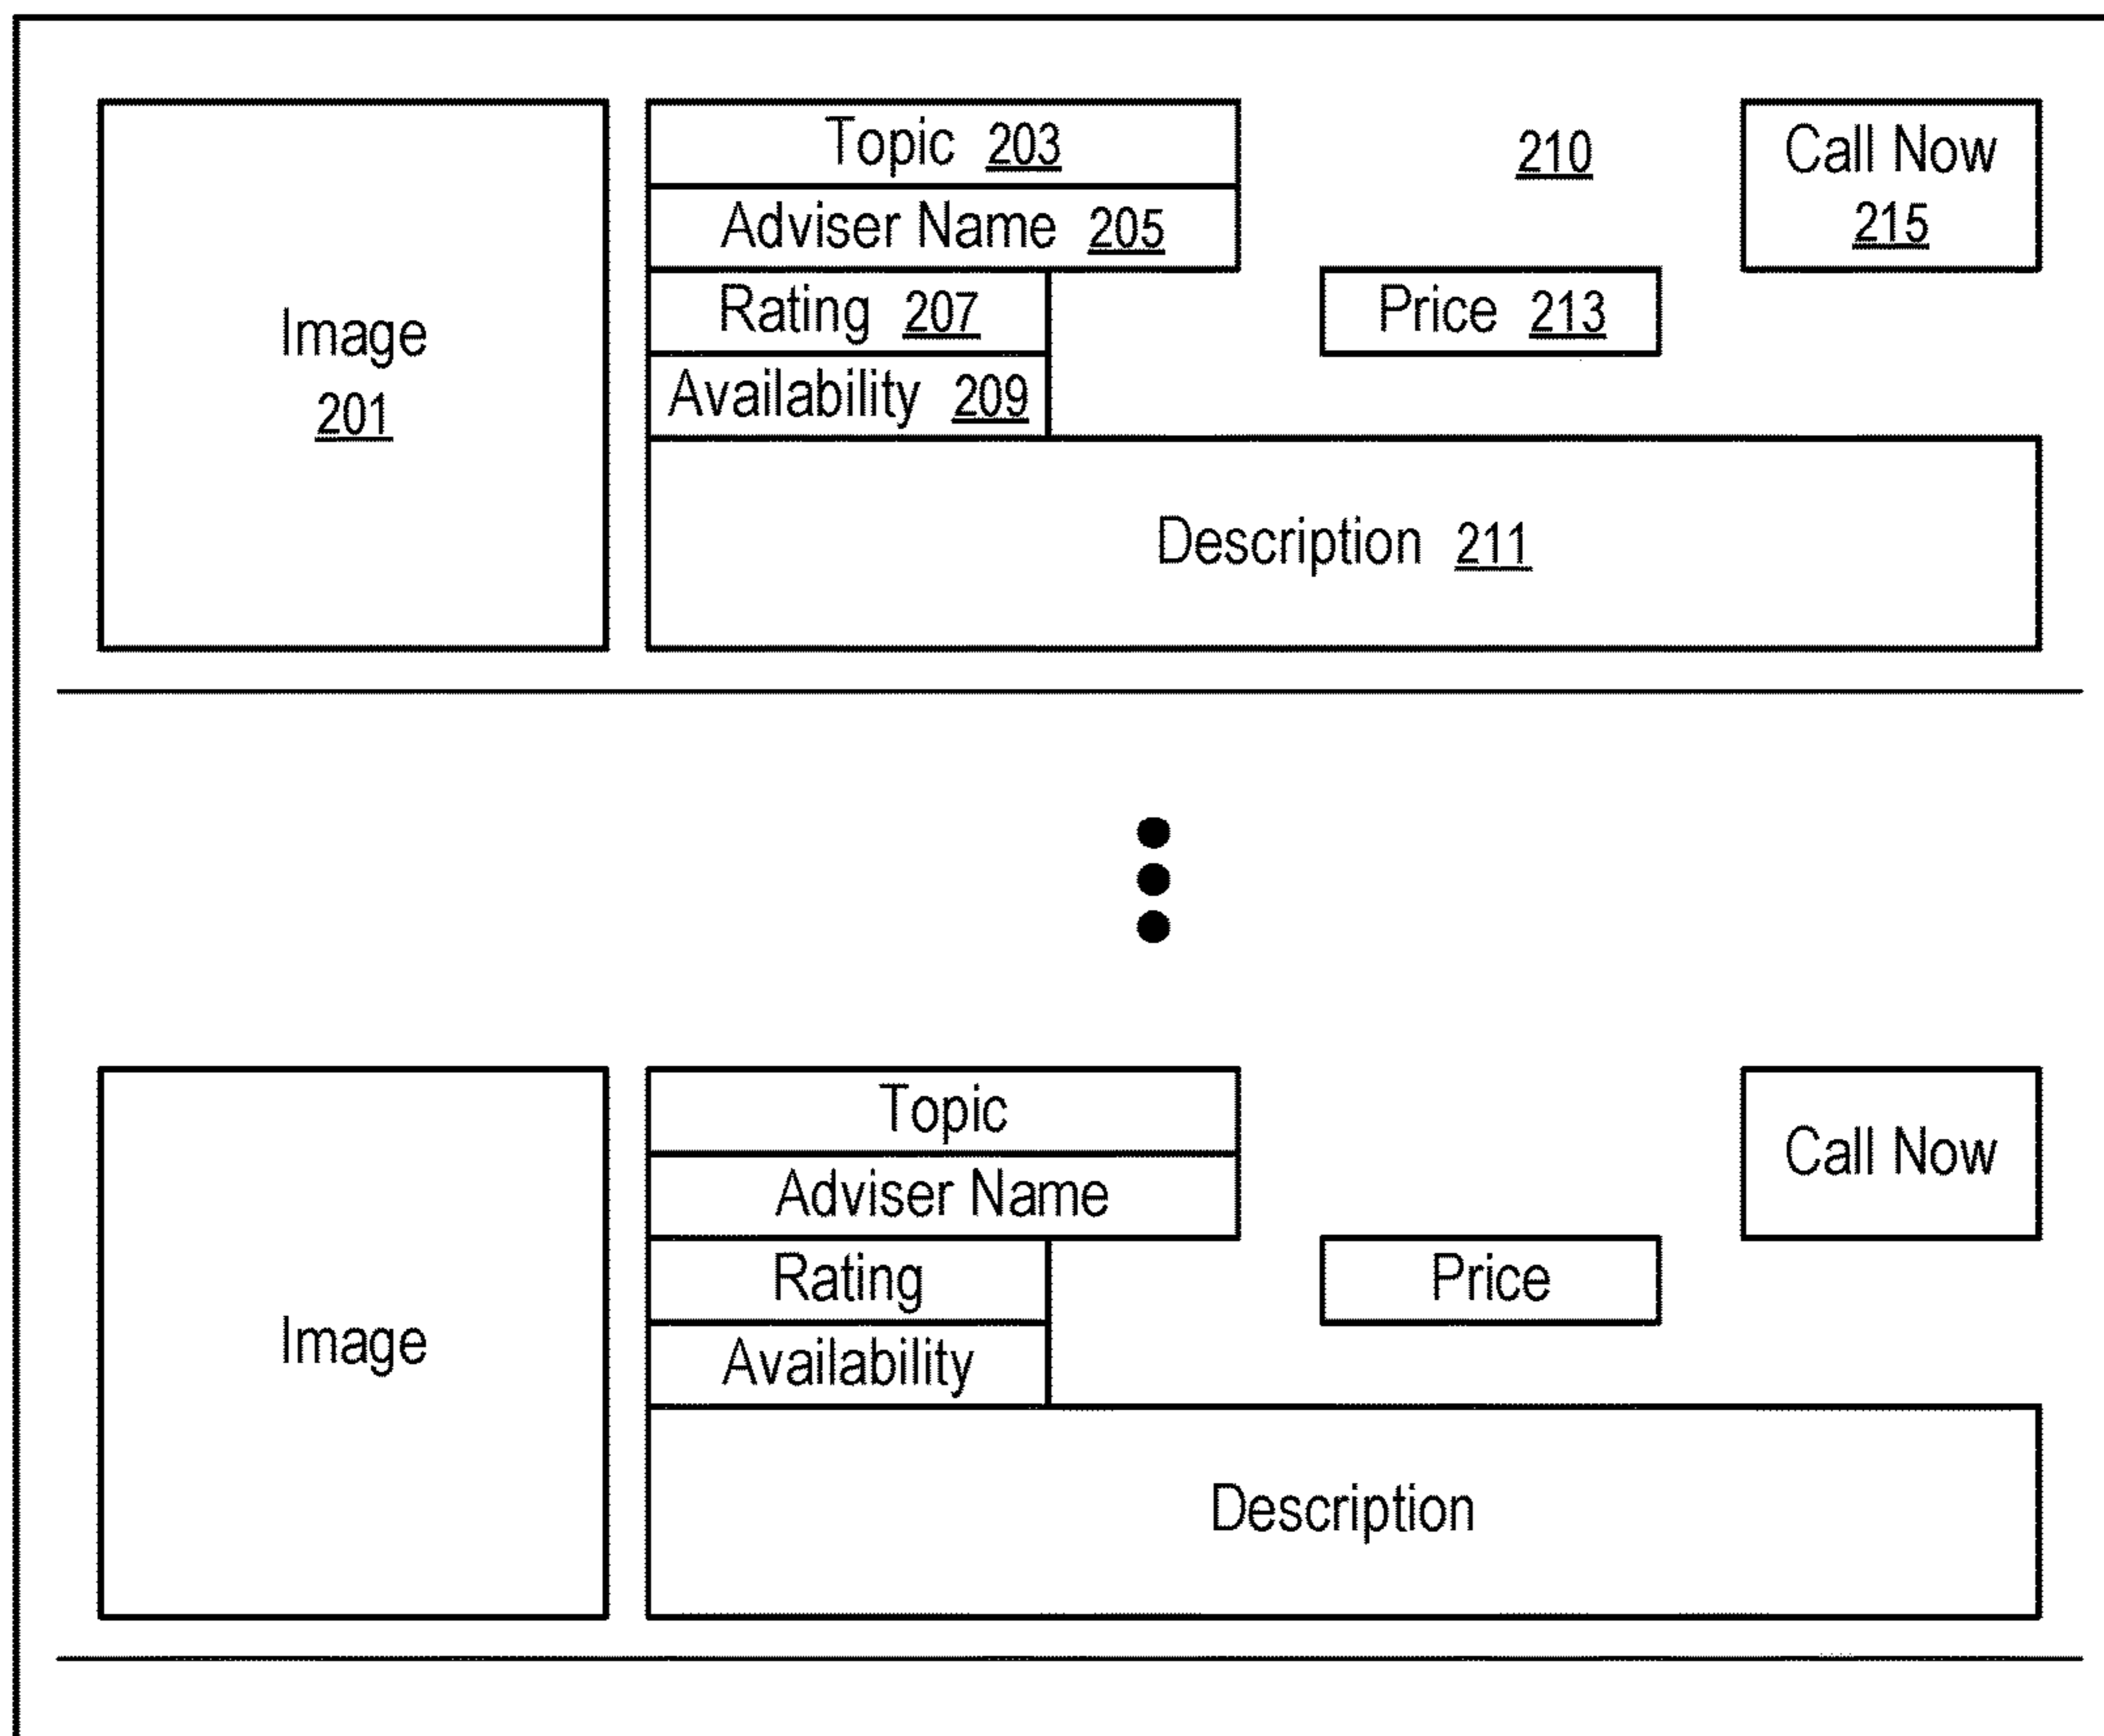 Image
201
Topic 203
Adviser Name 205
Rating 207
Availability 209
210
Price 213
Call Now
215
Description 211
Image
Topic
Adviser Name
Rating
Availability
Price
Call Now
Description